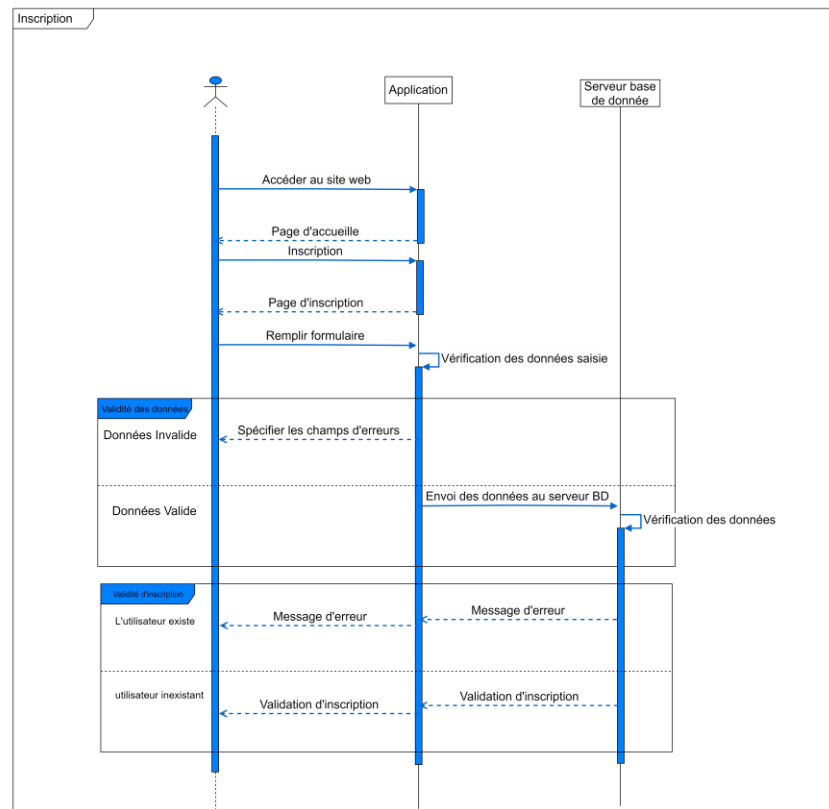 Inscription
Application
Serveur base
de donnée
Accéder au site web
Page d'accueille
Inscription
Page d'inscription
Remplir formulaire
Vérification des données saisie
Validité des données
Données Invalide
Spécifier les champs d'erreurs
Envoi des données au serveur BD
Données Valide
Vérification des données
Validité d'inscription
L'utilisateur existe
Message d'erreur
Message d'erreur
utilisateur inexistant
Validation d'inscription
Validation d'inscription